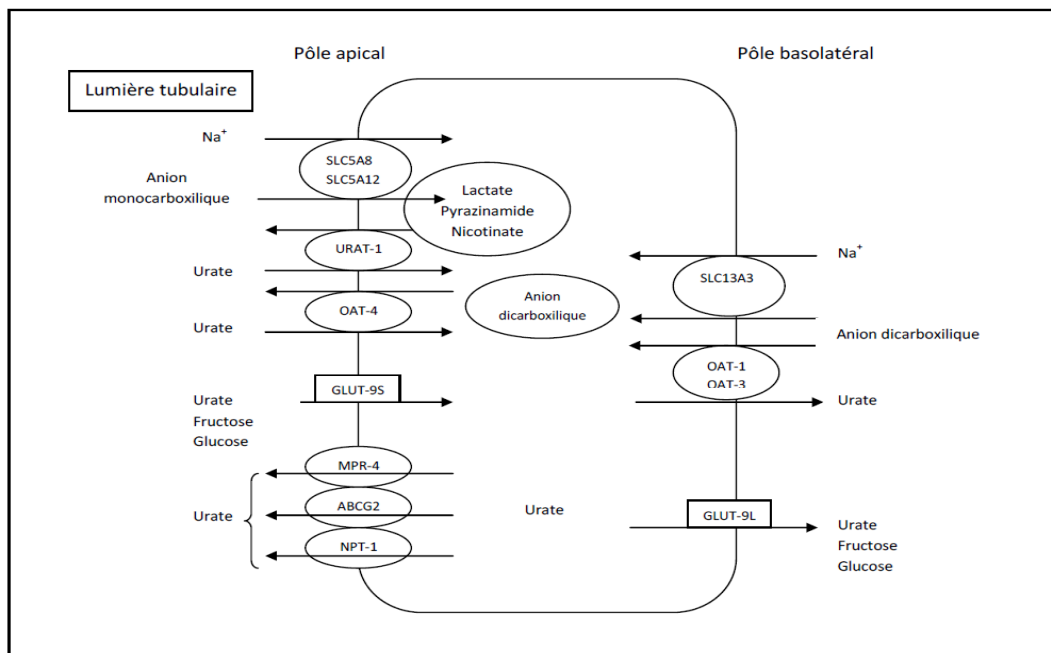 Pôle apical
Pôle basolatéral
Lumière tubulaire
Na+
SLC5A8
SLC5A12
Anion
monocarboxilique
Lactate
Pyrazinamide
Nicotinate
URAT-1
Urate
OAT-4
Urate
Anion
dicarboxilique
Na+
SLC13A3
Anion dicarboxilique
OAT-1
OAT-3
Urate
GLUT-9S
Urate
Fructose
Glucose
MPR-4
ABCG2
NPT-1
Urate
Urate
GLUT-9L
Urate
Fructose
Glucose